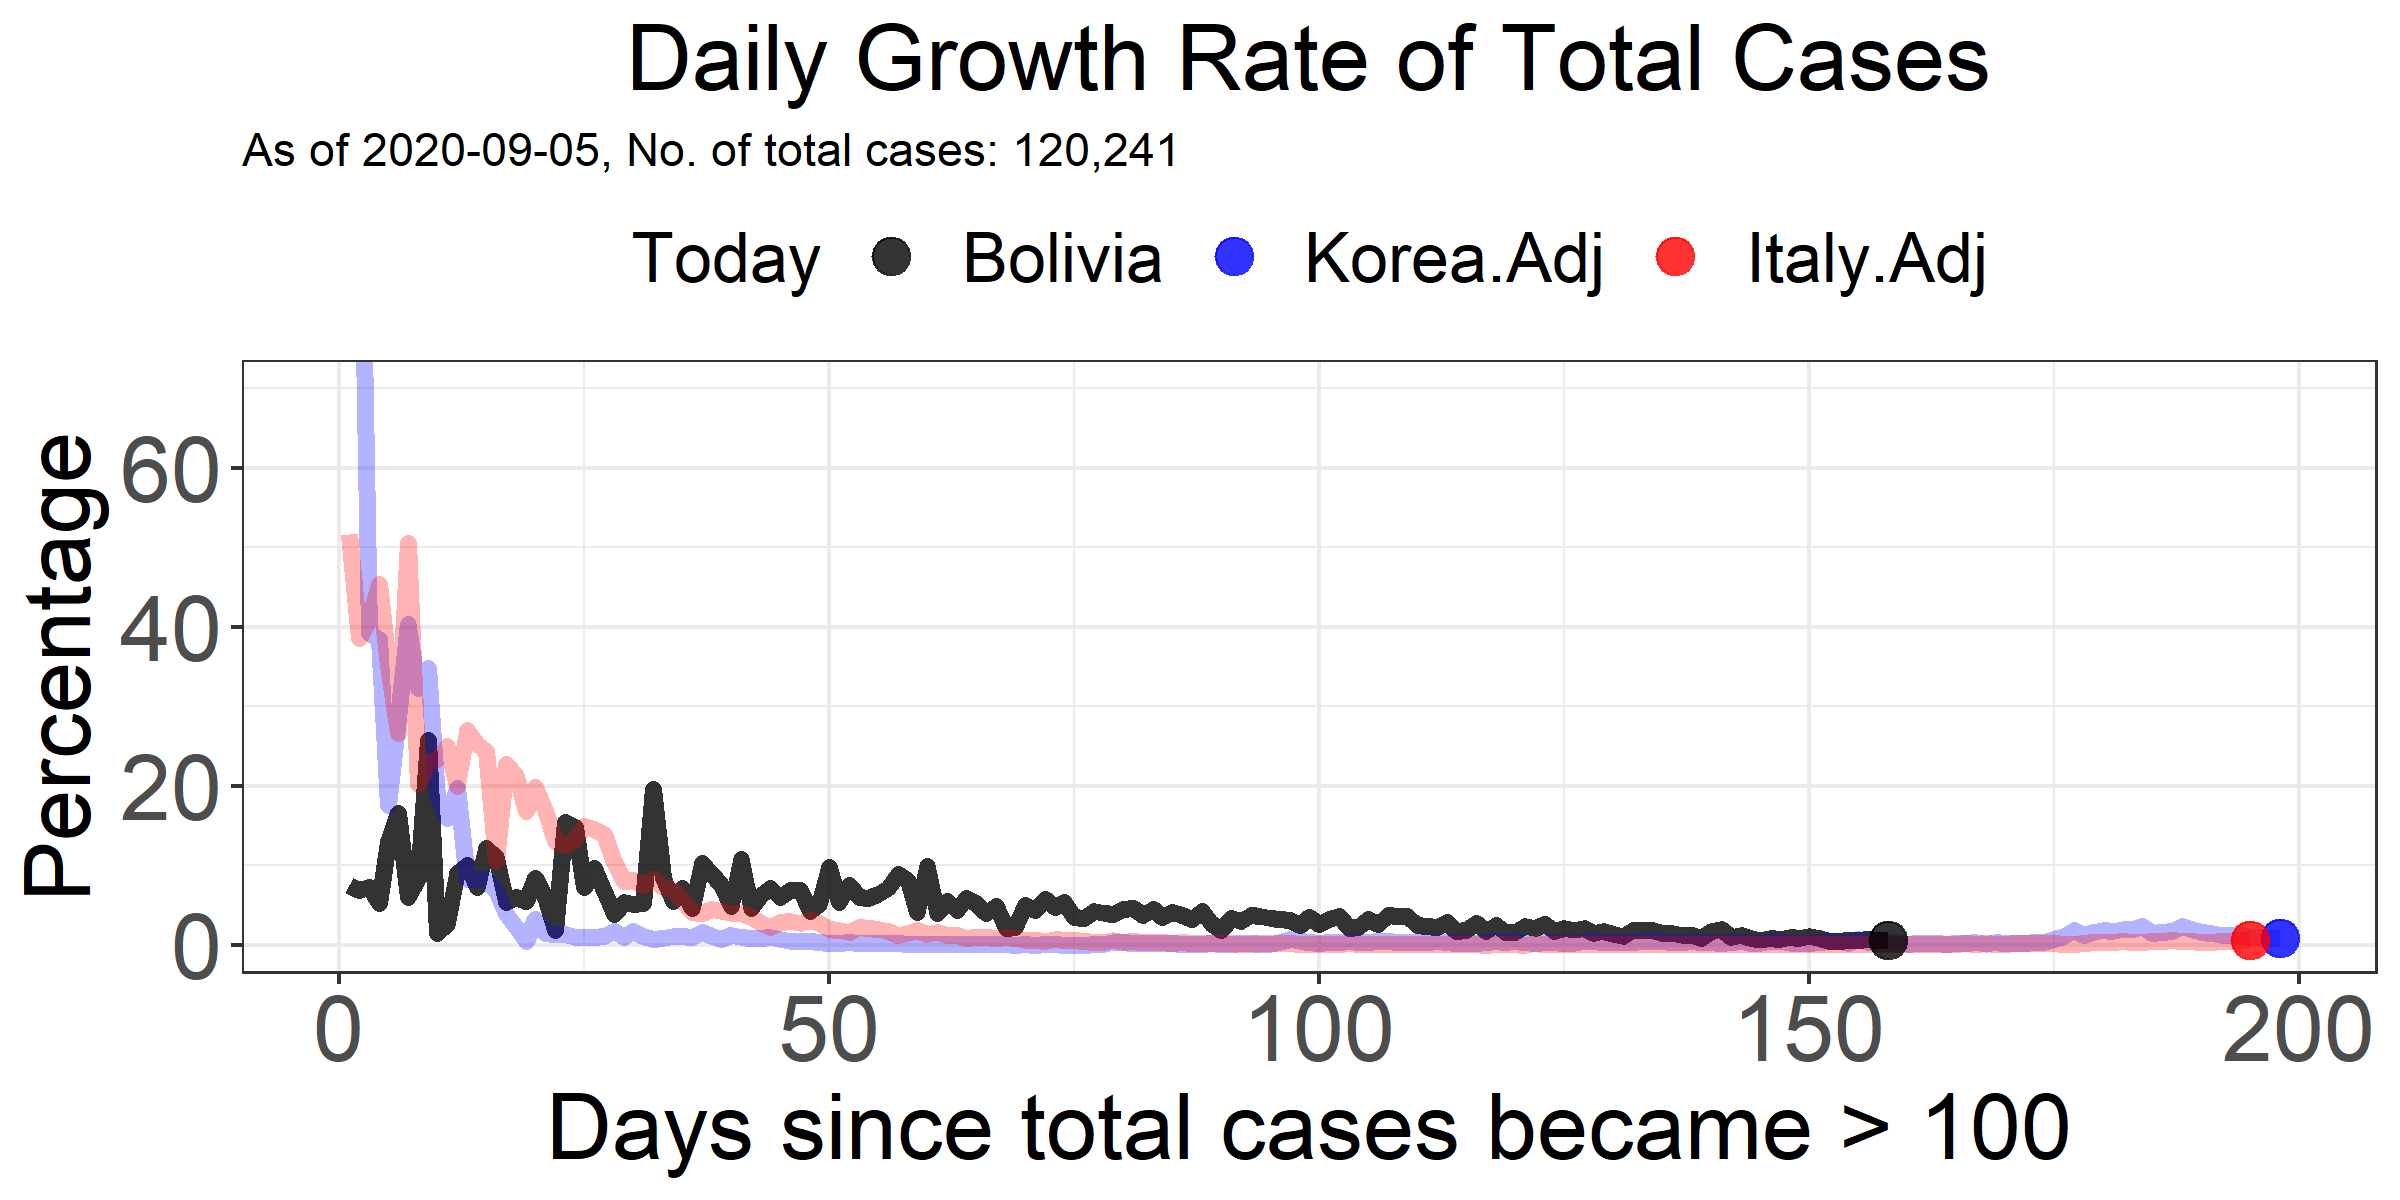 Daily Growth Rate of Total Cases
As of 2020-09-05, No. of total cases: 120,241
Today Bolivia Korea.Adj Italy.Adj
Percentage
60
40
20
0
0 50 100 150 200
Days since total cases became > 100